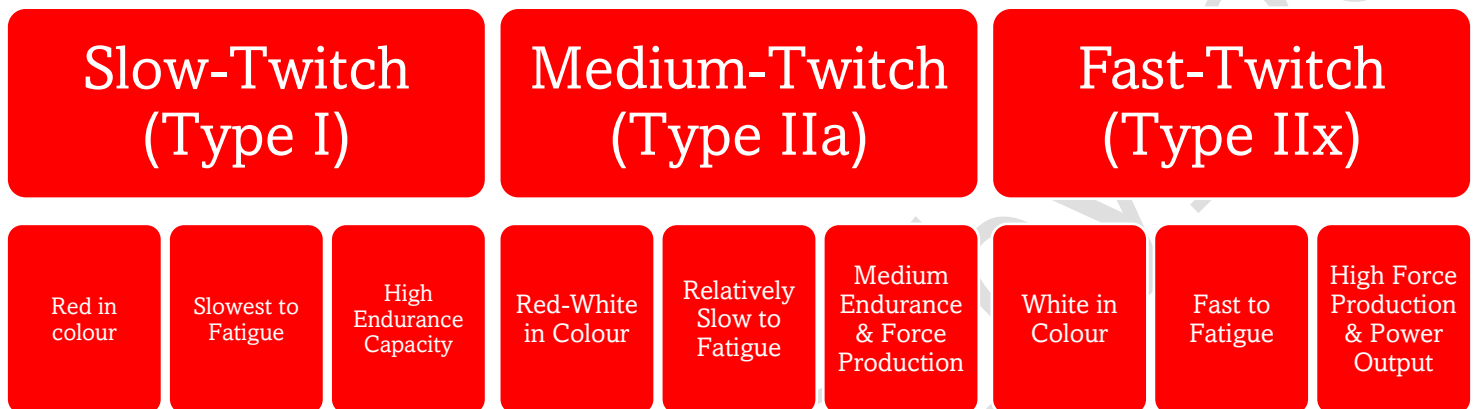 Slow-Twitch
(Type I)
Medium-Twitch
(Type IIa)
Fast-Twitch
(Type IIx)
Red in
colour
Slowest to
Fatigue
High
Endurance
Capacity
Red-White
in Colour
Relatively
Slow to
Fatigue
Medium
Endurance
& Force
Production
White in
Colour
Fast to
Fatigue
High Force
Production
& Power
Output